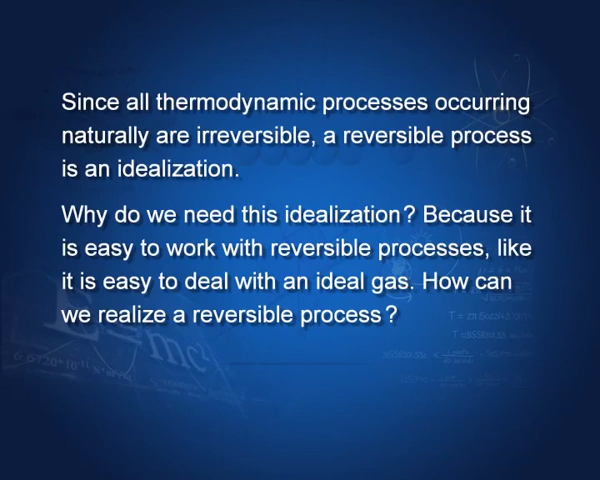 Since all thermodynamic processes occurring
naturally are irreversible, a reversible process
is an idealization.
Why do we need this idealization? Because it
is easy to work with reversible processes, like
it is easy to deal with an ideal gas. How can
we realize a reversible process?
E=mc²